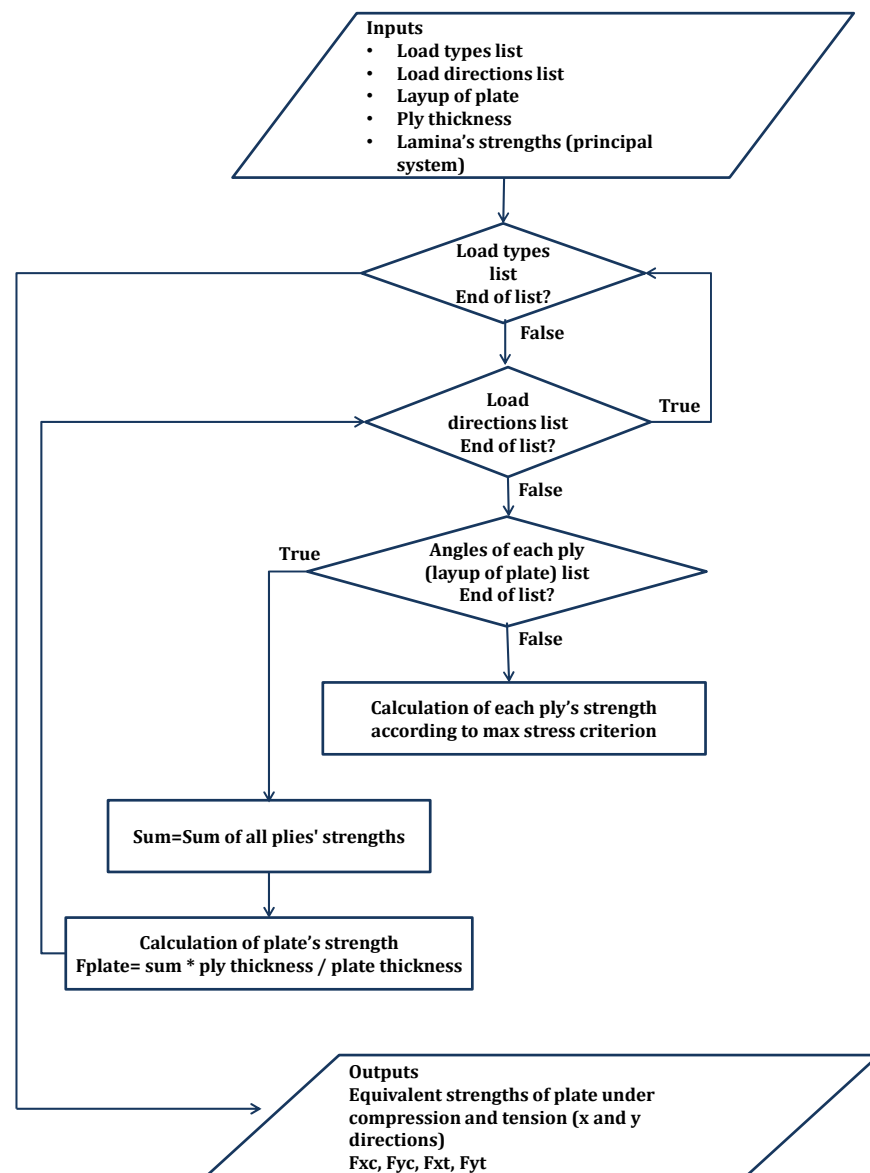 Inputs
• Load types list
• Load directions list
• Layup of plate
• Ply thickness
• Lamina's strengths (principal
system)
Load types
list
End of list?
False
Load
directions list
End of list?
True
False
True
Angles of each ply
(layup of plate) list
End of list?
False
Calculation of each ply's strength
according to max stress criterion
Sum=Sum of all plies' strengths
Calculation of plate's strength
Fplate= sum * ply thickness / plate thickness
Outputs
Equivalent strengths of plate under
compression and tension (x and y
directions)
Fxc, Fyc, Fxt, Fyt